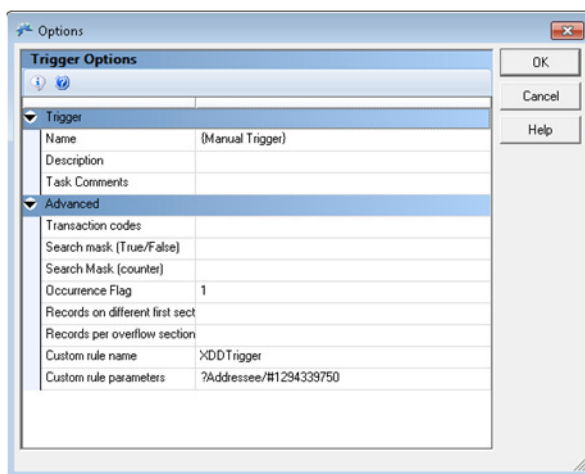 Options
Trigger Options
OK
Cancel
Help
Trigger
Name {Manual Trigger}
Description
Task Comments
Advanced
Transaction codes
Search mask (True/False)
Search Mask (counter)
Occurrence Flag 1
Records on different first sect
Records per overflow section
Custom rule name XDDTrigger
Custom rule parameters ?Addressee/#1294339750